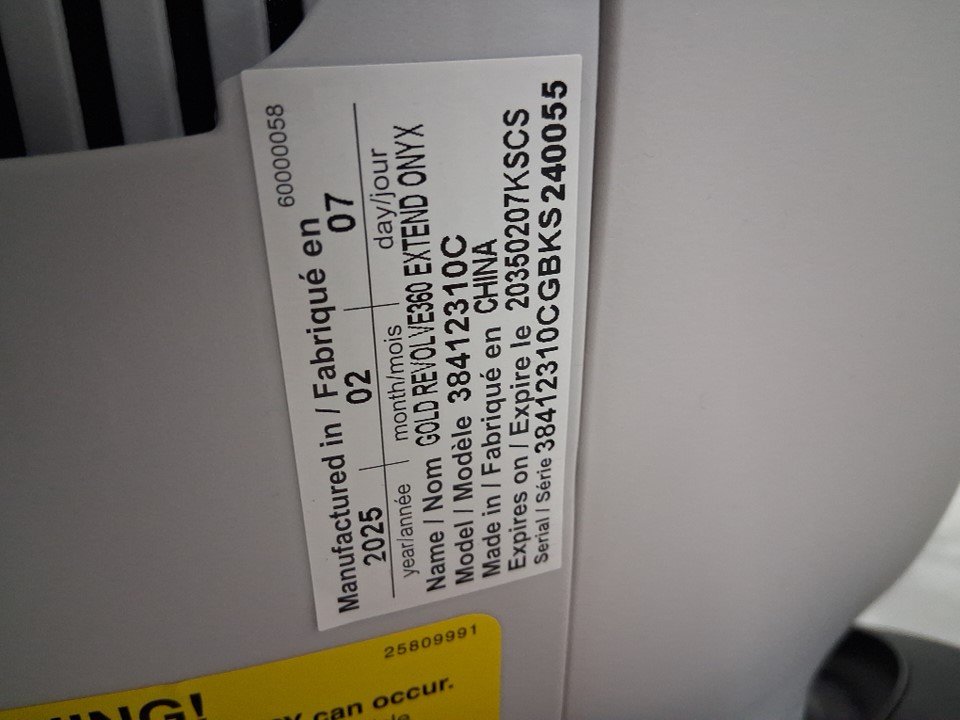 60000058
Manufactured in / Fabriqué en
2025 02 07
year/année month/mois day/jour
Name / Nom GOLD REVOLVE360 EXTEND ONYX
Model / Modèle 38412310C
Made in / Fabriqué en CHINA
Expires on / Expire le 20350207KSCS
Serial / Série 38412310CGBKS240055
25809991
can occur.